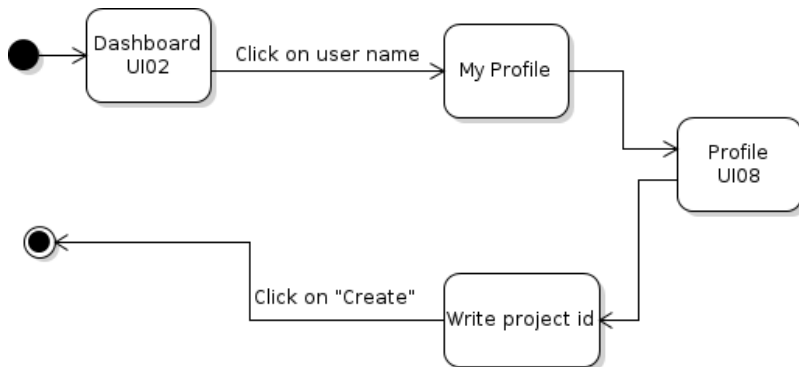 Dashboard
UI02
Click on user name
My Profile
Profile
UI08
Click on "Create"
Write project id